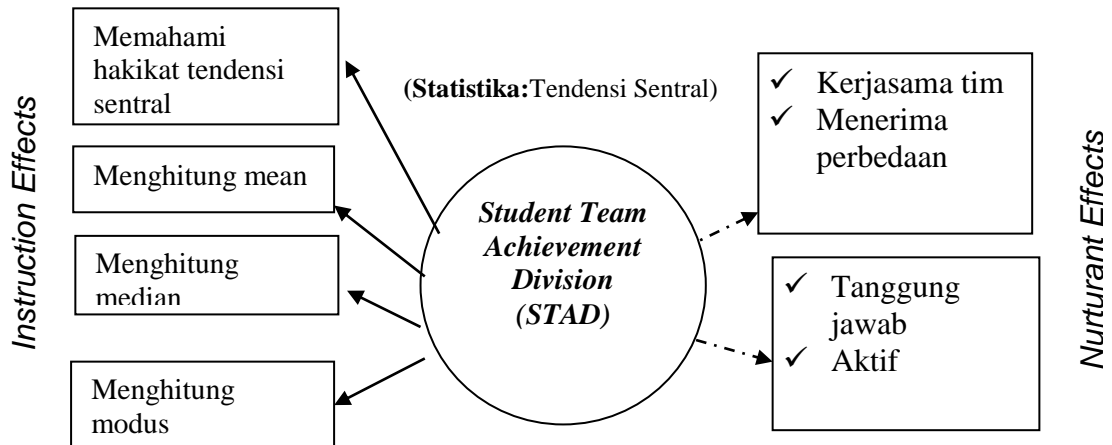 Instruction Effects
Memahami
hakikat tendensi
sentral
Menghitung mean
Menghitung
median
Menghitung
modus
(Statistika:Tendensi Sentral)
Student Team
Achievement
Division
(STAD)
✓ Kerjasama tim
✓ Menerima
perbedaan
✓ Tanggung
jawab
✓ Aktif
Nurturant Effects